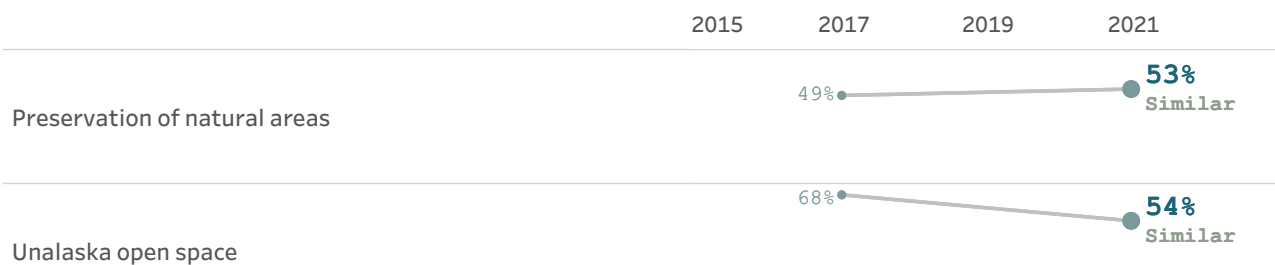 2015 2017 2019 2021
53%
49%
Similar
Preservation of natural areas
68%
54%
Similar
Unalaska open space